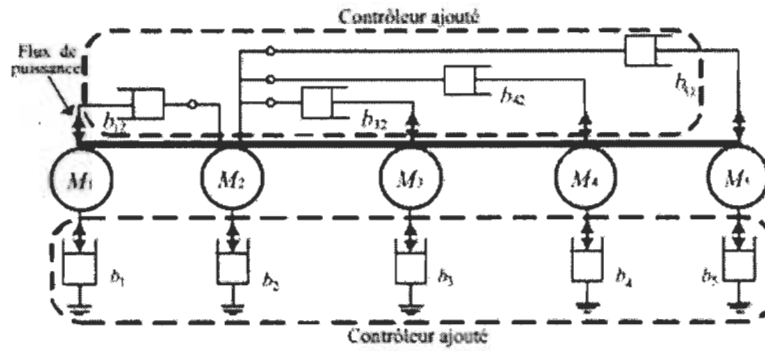 Contrôleur ajouté
Flux de
puissance
b12
b32
b42
b52
M1 M2 M3 M4 M5
b1 b2 b3 b4 b5
Contrôleur ajouté